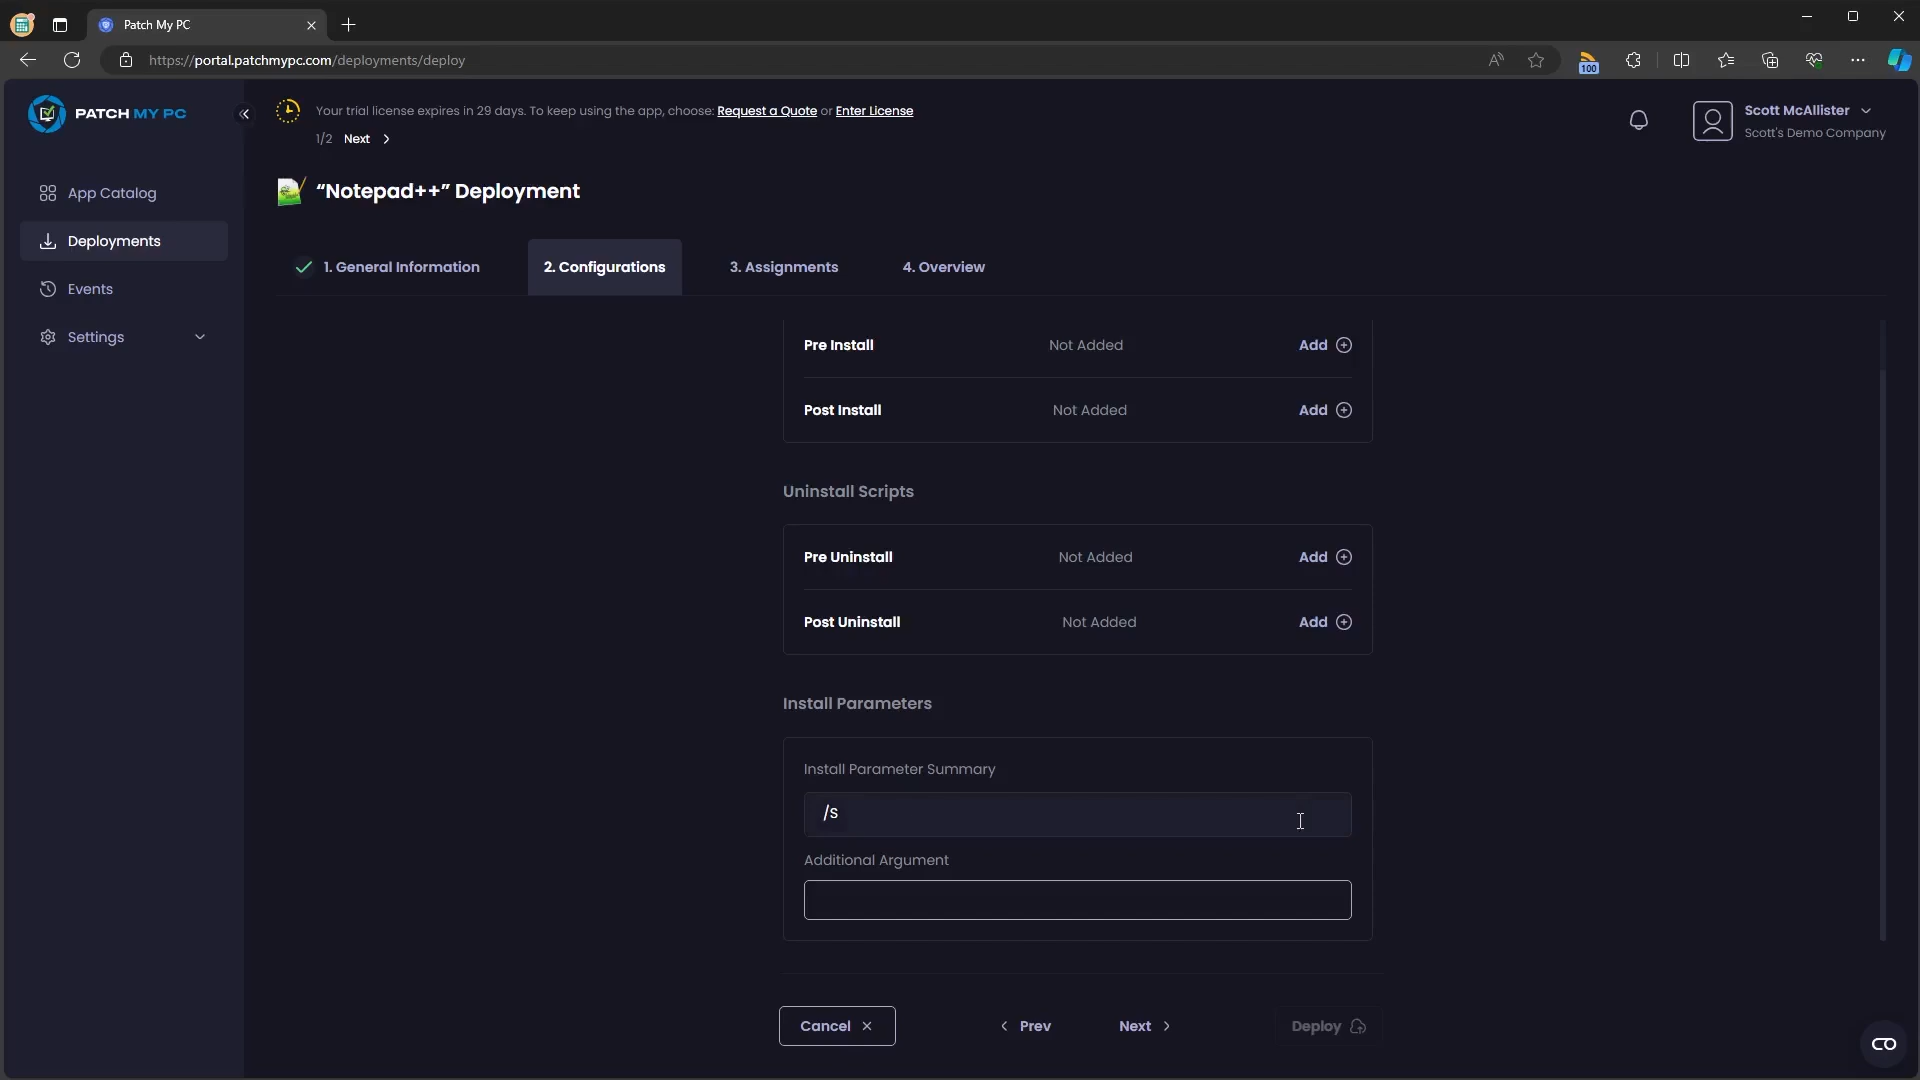 Patch My PC
https://portal.patchmypc.com/deployments/deploy
100
PATCH MY PC
Your trial license expires in 29 days. To keep using the app, choose: Request a Quote or Enter License
1/2 Next
Scott McAllister
Scott's Demo Company
App Catalog
Deployments
Events
Settings
“Notepad++” Deployment
1. General Information
2. Configurations
3. Assignments
4. Overview
Pre Install Not Added Add
Post Install Not Added Add
Uninstall Scripts
Pre Uninstall Not Added Add
Post Uninstall Not Added Add
Install Parameters
Install Parameter Summary
/S
Additional Argument
Cancel
Prev
Next
Deploy